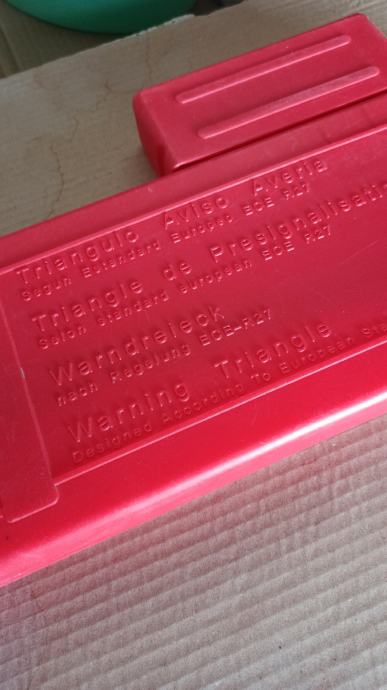 Triangulo Aviso Averia
Segun Estandard Europeo ECE R27
Triangle de Presignalisatin
Selon Standard European ECE R27
Warndreieck
nach Regelung ECE-R27
Warning Triangle
Designed According To European